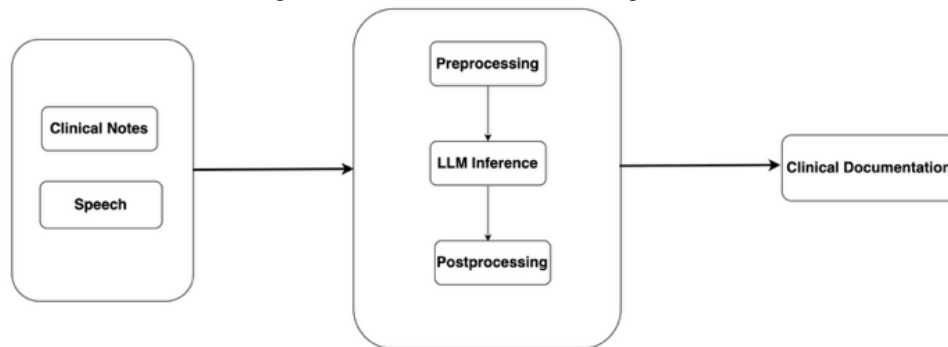 Clinical Notes
Speech
Preprocessing
LLM Inference
Postprocessing
Clinical Documentation